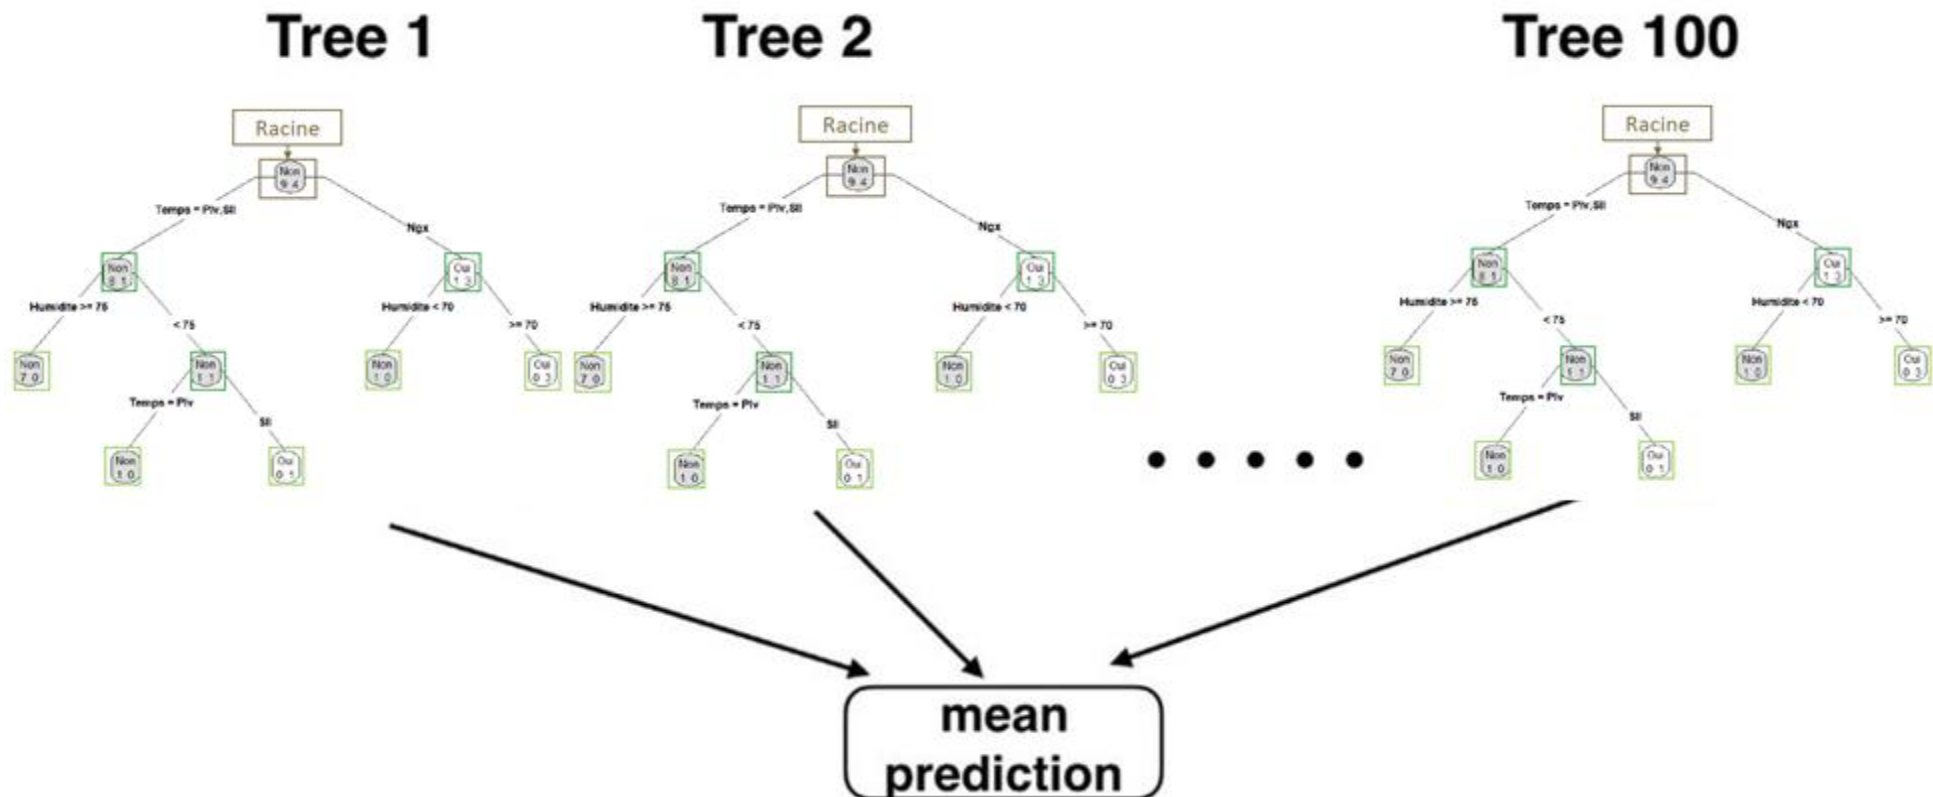 Tree 1
Tree 2
Tree 100
Racine
Non
9 4
Temps = Plv,Sll
Ngx
Non
8 1
Oui
1 3
Humidite >= 75
< 75
Humidite < 70
>= 70
Non
7 0
Non
1 1
Non
1 0
Oui
0 3
Temps = Plv
Sll
Non
1 0
Oui
0 1
Racine
Non
9 4
Temps = Plv,Sll
Ngx
Non
8 1
Oui
1 3
Humidite >= 75
< 75
Humidite < 70
>= 70
Non
7 0
Non
1 1
Non
1 0
Oui
0 3
Temps = Plv
Sll
Non
1 0
Oui
0 1
Racine
Non
9 4
Temps = Plv,Sll
Ngx
Non
8 1
Oui
1 3
Humidite >= 75
< 75
Humidite < 70
>= 70
Non
7 0
Non
1 1
Non
1 0
Oui
0 3
Temps = Plv
Sll
Non
1 0
Oui
0 1
mean
prediction